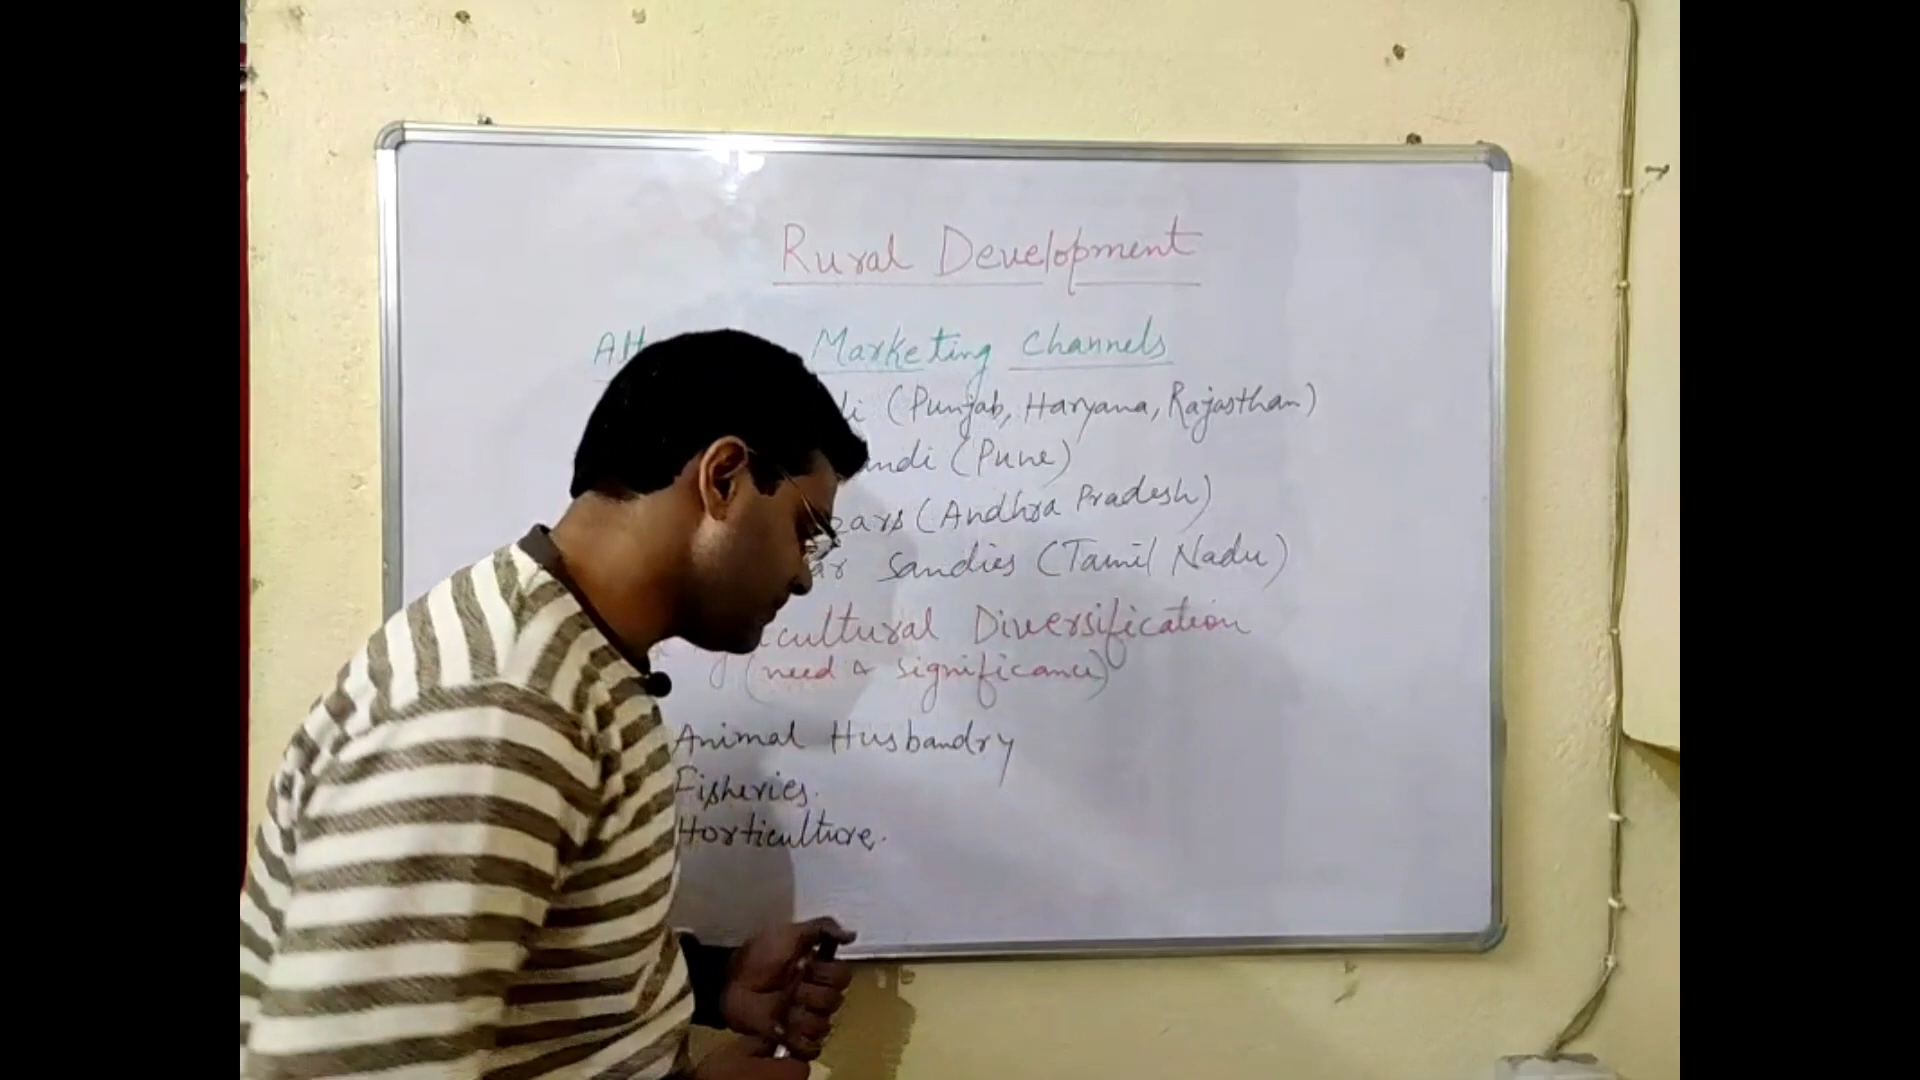 Rural Development
Marketing Channels
(Punjab, Haryana, Rajasthan)
(Pune)
(Andhra Pradesh)
Sandies (Tamil Nadu)
Diversification
(need & significance)
Animal Husbandry
Fisheries.
Horticulture.